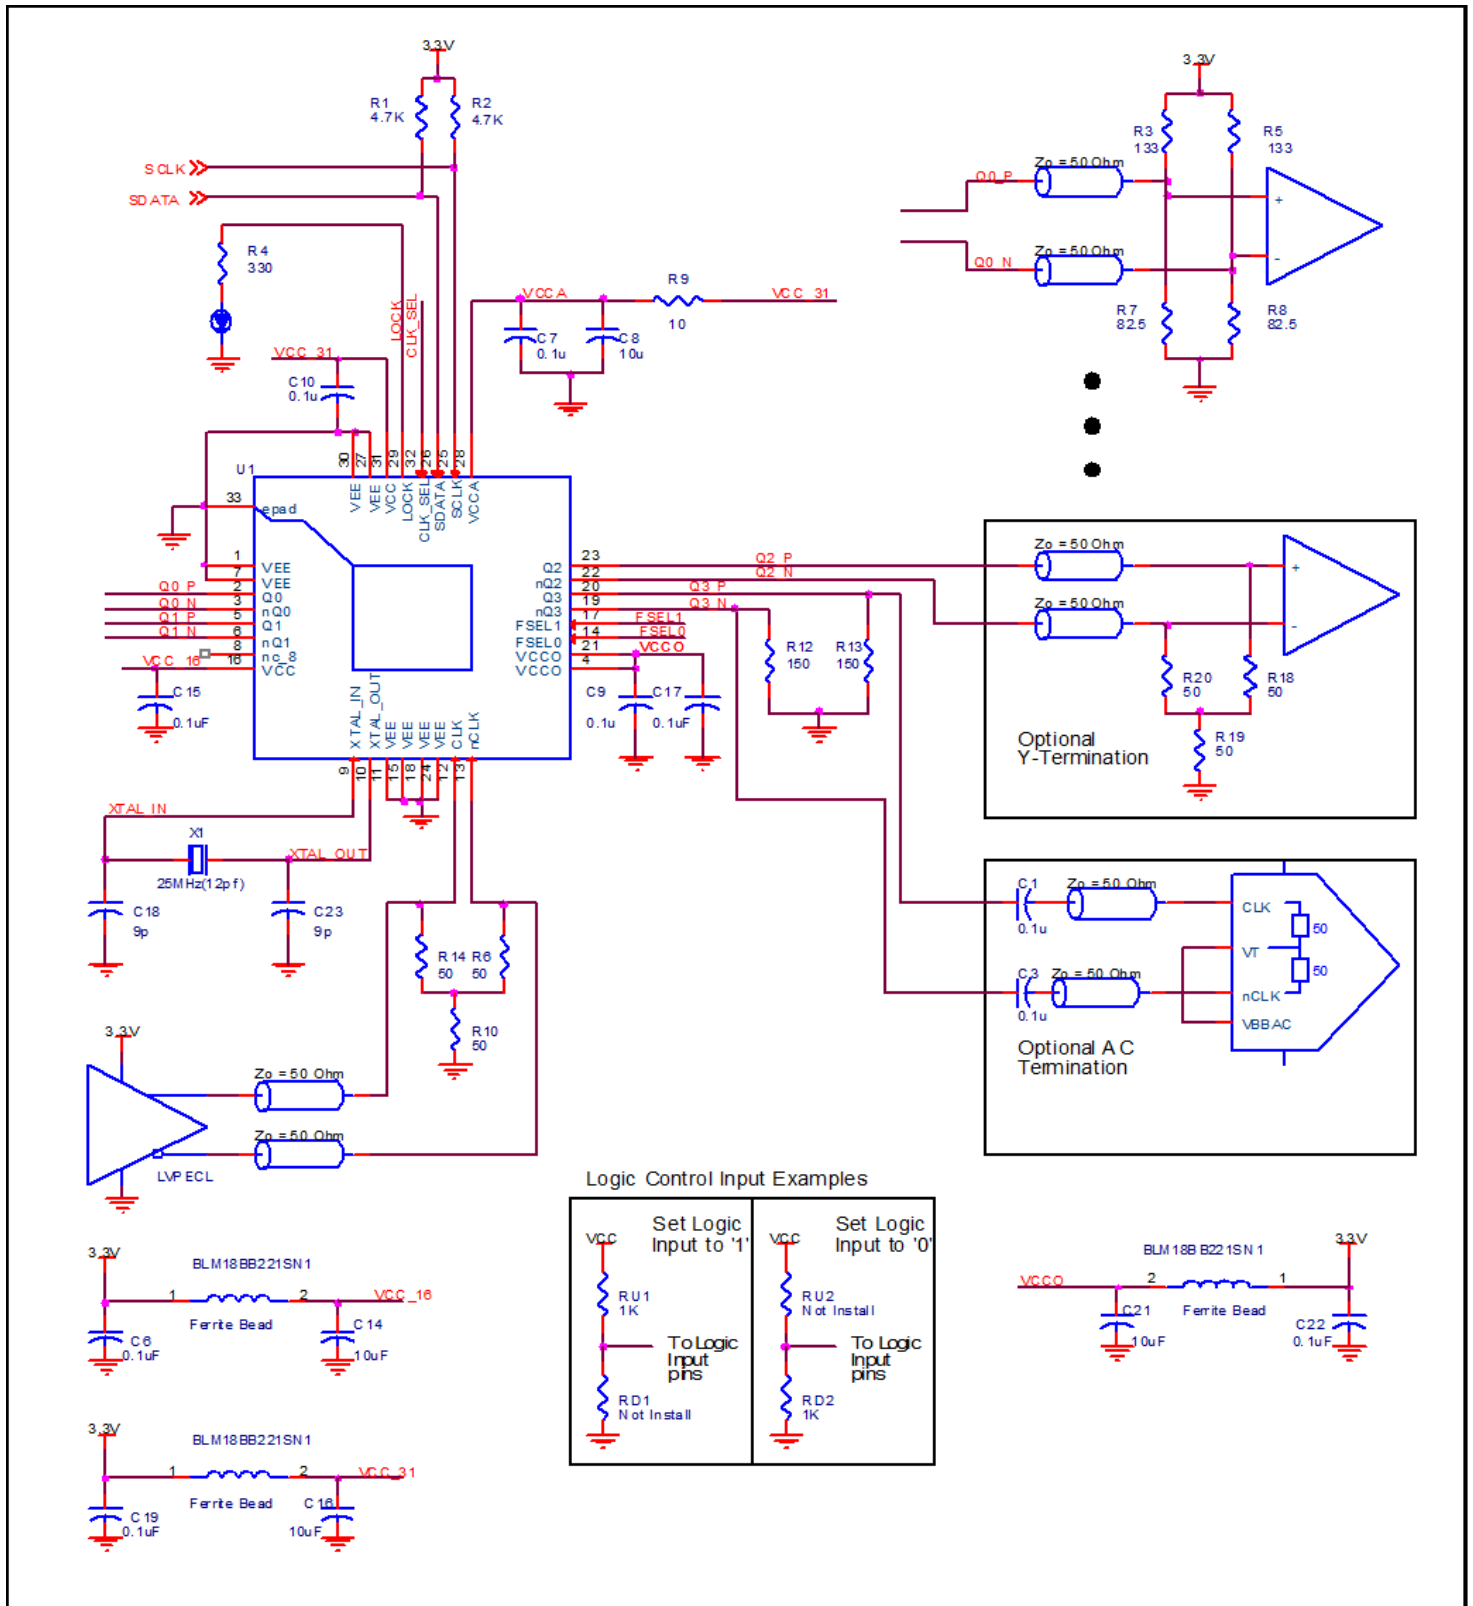 3.3V
R1
4.7K
R2
4.7K
SCLK
SDATA
R4
330
LOCK
CLK_SEL
VCCA
R9
10
VCC_31
C7
0.1u
C8
10u
VCC_31
C10
0.1u
3.3V
R3
133
R5
133
Zo = 50 Ohm
Q0_P
+
Zo = 50 Ohm
Q0_N
-
R7
82.5
R8
82.5
U1
30
27
31
29
32
26
25
28
VEE
VEE
VCC
LOCK
CLK_SEL
SDATA
SCLK
VCCA
33
epad
1
VEE
7
VEE
Q0_P
2
Q0
Q0_N
3
nQ0
Q1_P
5
Q1
Q1_N
6
nQ1
8
nc_8
VCC_16
16
VCC
C15
0.1uF
Q2
23
Q2_P
nQ2
22
Q2_N
Q3
20
Q3_P
nQ3
19
Q3_N
FSEL1
17
FSEL1
FSEL0
14
FSEL0
VCCO
21
VCCO
VCCO
4
C9
0.1u
C17
0.1uF
R12
150
R13
150
XTAL_IN
XTAL_OUT
VEE
VEE
VEE
VEE
CLK
nCLK
9
10
11
15
18
24
12
13
Zo = 50 Ohm
+
Zo = 50 Ohm
-
R20
50
R18
50
R19
50
Optional
Y-Termination
XTAL_IN
X1
XTAL_OUT
25MHz(12pf)
C18
9p
C23
9p
R14
50
R6
50
R10
50
C1
0.1u
Zo = 50 Ohm
CLK
50
VT
50
C3
0.1u
Zo = 50 Ohm
nCLK
VBBAC
Optional AC
Termination
3.3V
Zo = 50 Ohm
Zo = 50 Ohm
LVPECL
Logic Control Input Examples
VCC
Set Logic
Input to '1'
RU1
1K
To Logic
Input
pins
RD1
Not Install
VCC
Set Logic
Input to '0'
RU2
Not Install
To Logic
Input
pins
RD2
1K
3.3V
BLM18BB221SN1
1
2
VCC_16
Ferrite Bead
C6
0.1uF
C14
10uF
BLM18BB221SN1
3.3V
VCCO
2
1
Ferrite Bead
C21
10uF
C22
0.1uF
3.3V
BLM18BB221SN1
1
2
VCC_31
Ferrite Bead
C19
0.1uF
C16
10uF